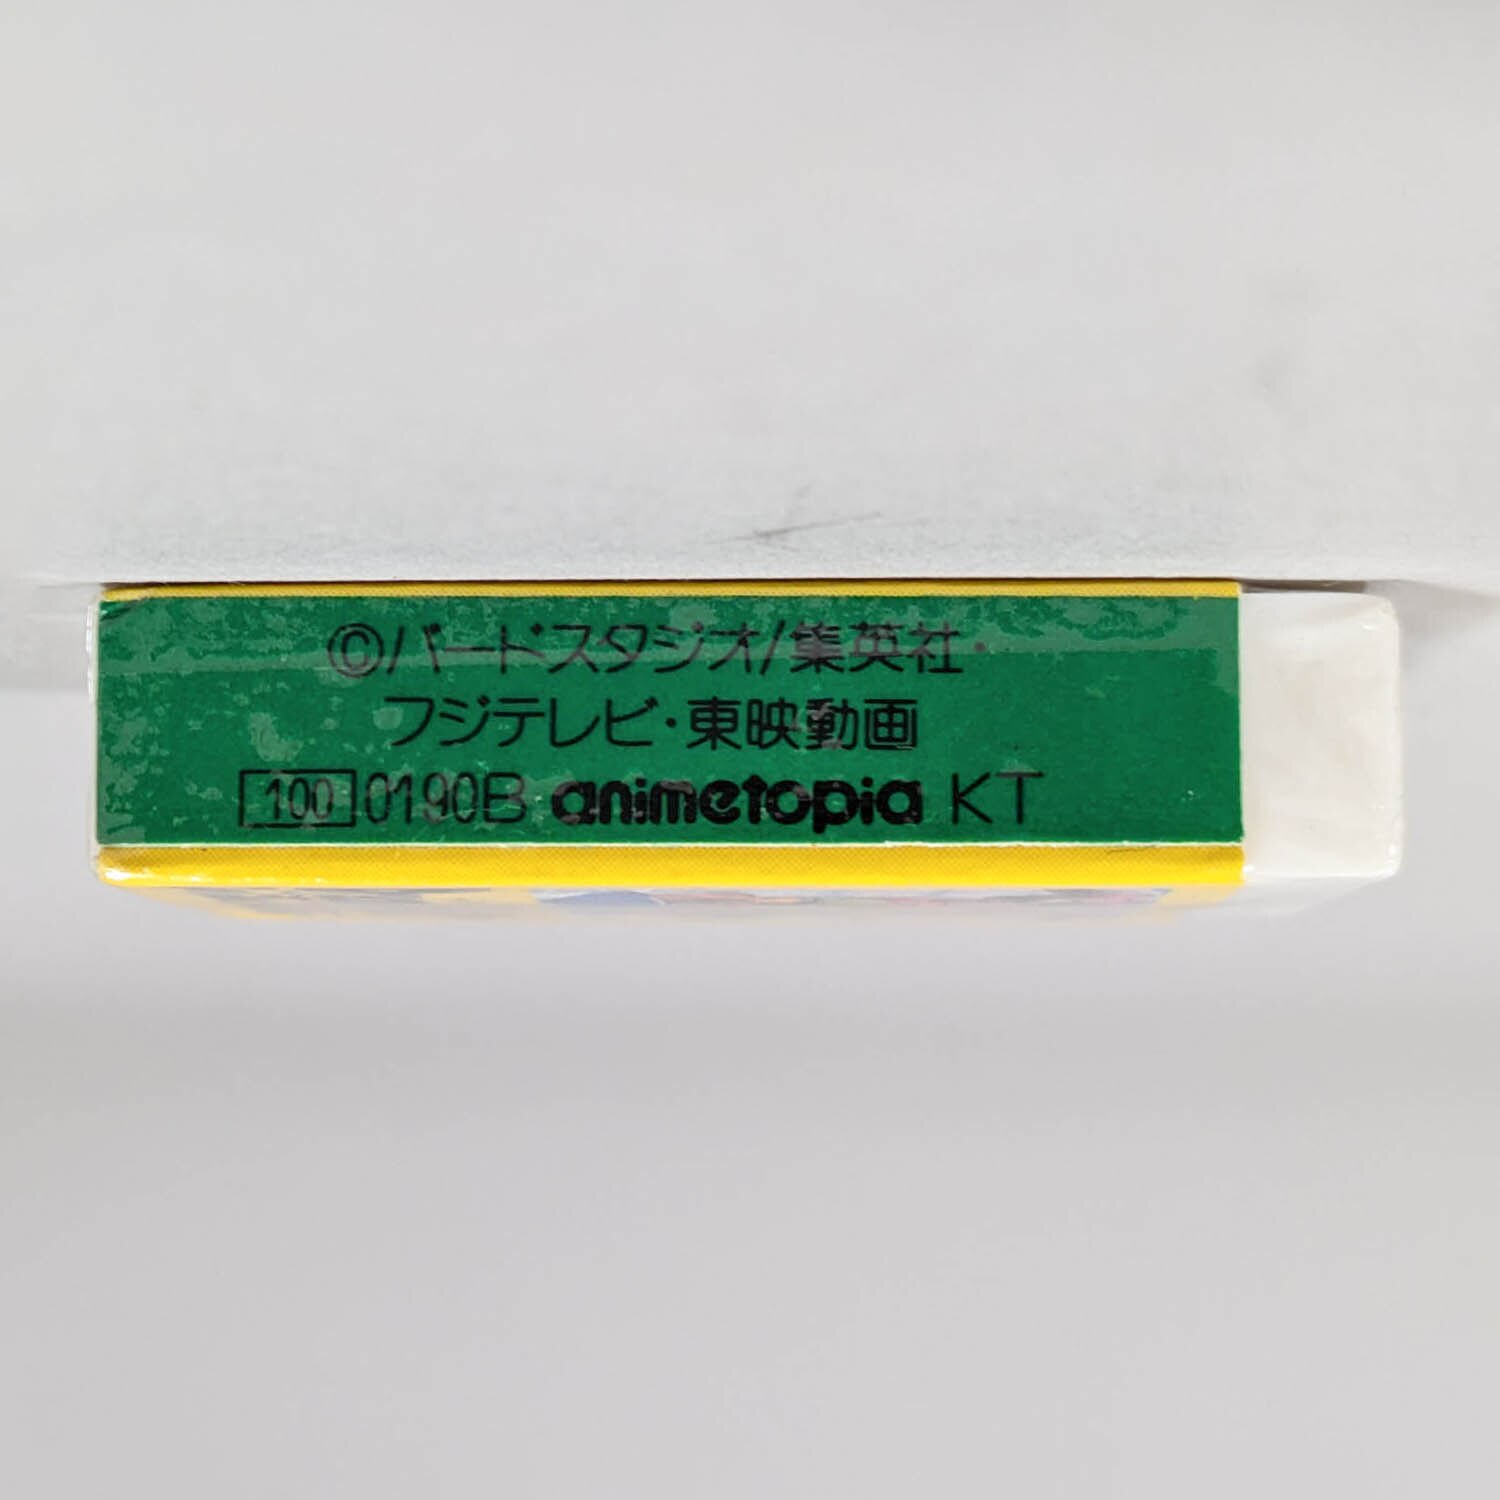 ©バードスタジオ/集英社・
フジテレビ・東映動画
100 0190B animetopia KT